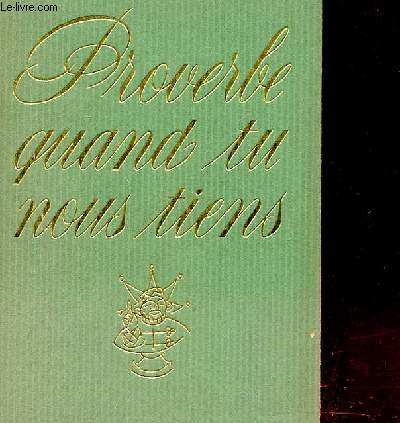 Le-livre.com
Proverbe
quand tu
nous tiens